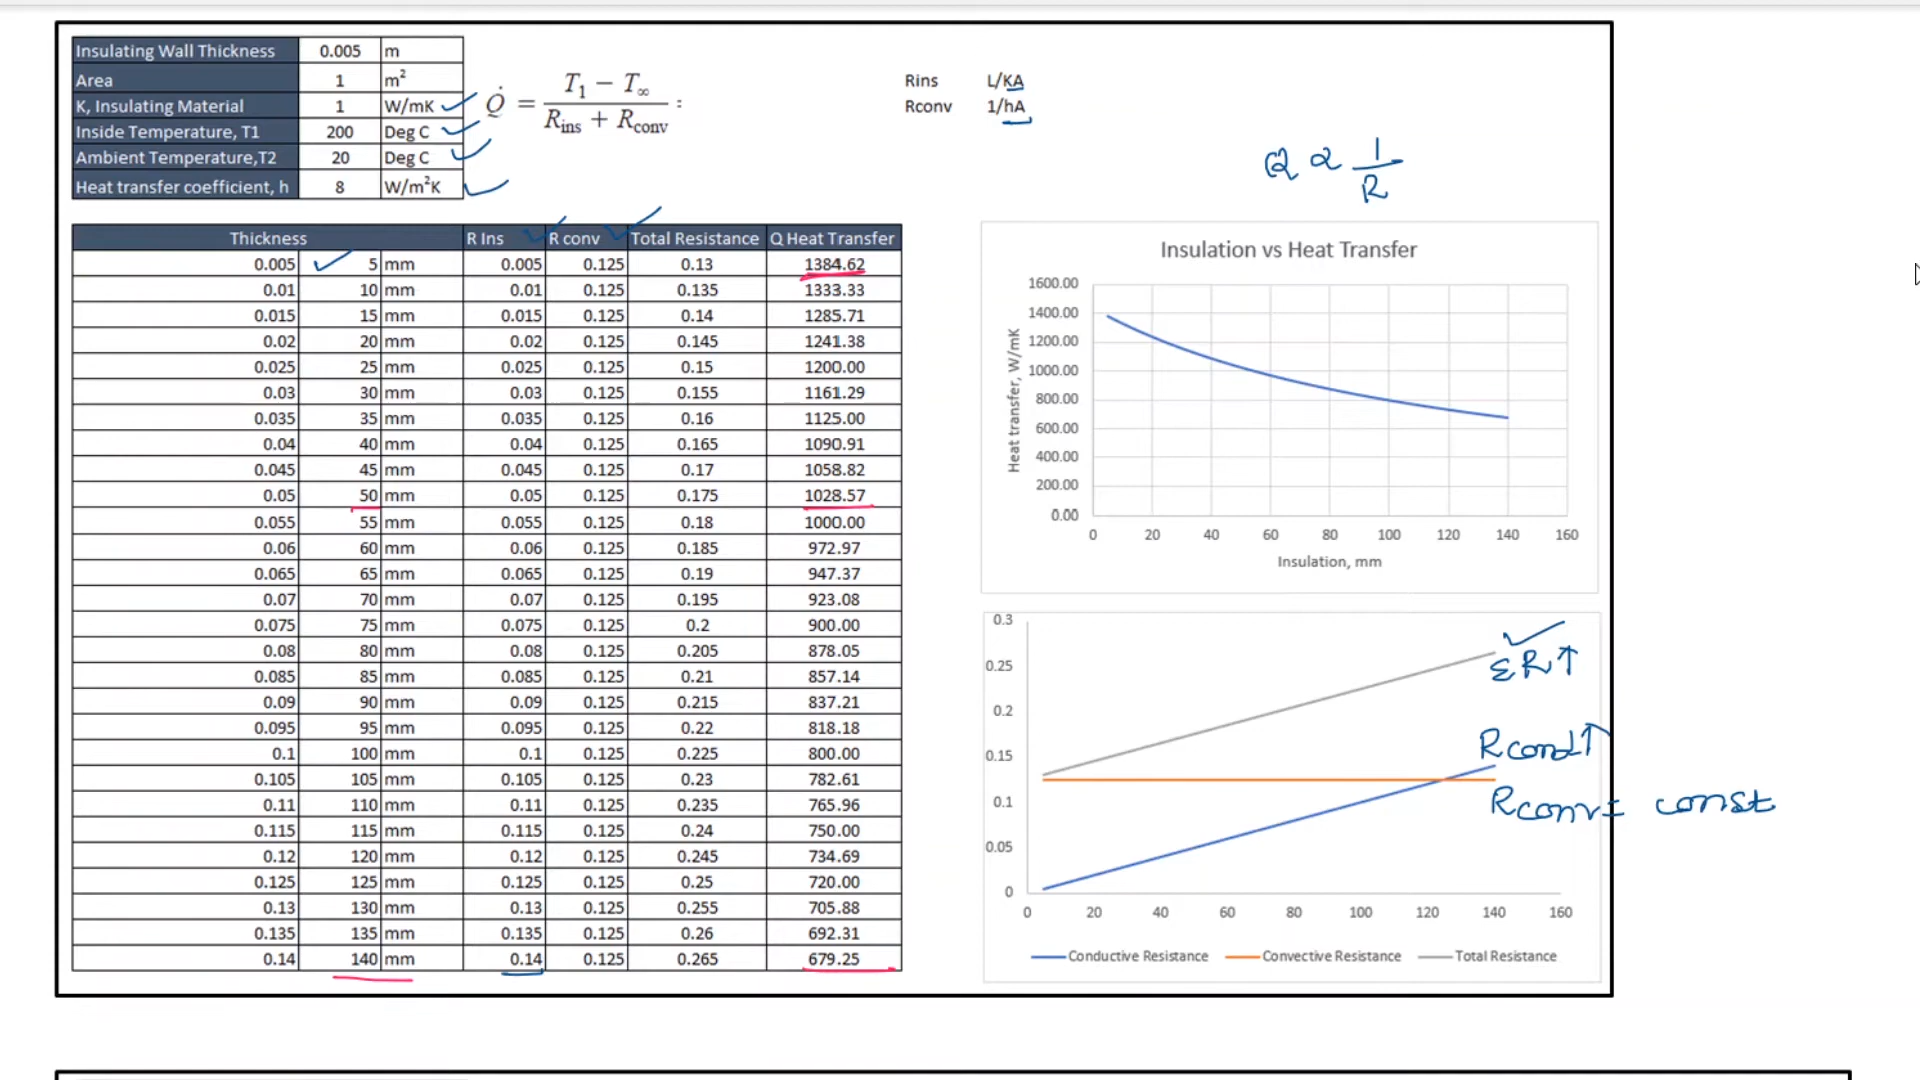 Insulating Wall Thickness 0.005 m
Area 1 m²
K, Insulating Material 1 W/mK
Inside Temperature, T1 200 Deg C
Ambient Temperature,T2 20 Deg C
Heat transfer coefficient, h 8 W/m²K
Q̇ = (T₁ − T∞) / (R_ins + R_conv) :
Rins L/KA
Rconv 1/hA
Q ∝ 1/R
Thickness R Ins R conv Total Resistance Q Heat Transfer
0.005 5 mm 0.005 0.125 0.13 1384.62
0.01 10 mm 0.01 0.125 0.135 1333.33
0.015 15 mm 0.015 0.125 0.14 1285.71
0.02 20 mm 0.02 0.125 0.145 1241.38
0.025 25 mm 0.025 0.125 0.15 1200.00
0.03 30 mm 0.03 0.125 0.155 1161.29
0.035 35 mm 0.035 0.125 0.16 1125.00
0.04 40 mm 0.04 0.125 0.165 1090.91
0.045 45 mm 0.045 0.125 0.17 1058.82
0.05 50 mm 0.05 0.125 0.175 1028.57
0.055 55 mm 0.055 0.125 0.18 1000.00
0.06 60 mm 0.06 0.125 0.185 972.97
0.065 65 mm 0.065 0.125 0.19 947.37
0.07 70 mm 0.07 0.125 0.195 923.08
0.075 75 mm 0.075 0.125 0.2 900.00
0.08 80 mm 0.08 0.125 0.205 878.05
0.085 85 mm 0.085 0.125 0.21 857.14
0.09 90 mm 0.09 0.125 0.215 837.21
0.095 95 mm 0.095 0.125 0.22 818.18
0.1 100 mm 0.1 0.125 0.225 800.00
0.105 105 mm 0.105 0.125 0.23 782.61
0.11 110 mm 0.11 0.125 0.235 765.96
0.115 115 mm 0.115 0.125 0.24 750.00
0.12 120 mm 0.12 0.125 0.245 734.69
0.125 125 mm 0.125 0.125 0.25 720.00
0.13 130 mm 0.13 0.125 0.255 705.88
0.135 135 mm 0.135 0.125 0.26 692.31
0.14 140 mm 0.14 0.125 0.265 679.25
Insulation vs Heat Transfer
Heat transfer, W/mK
1600.00
1400.00
1200.00
1000.00
800.00
600.00
400.00
200.00
0.00
0 20 40 60 80 100 120 140 160
Insulation, mm
0.3
0.25
0.2
0.15
0.1
0.05
0
0 20 40 60 80 100 120 140 160
ΣR↑
Rcond↑
Rconv = const
Conductive Resistance Convective Resistance Total Resistance